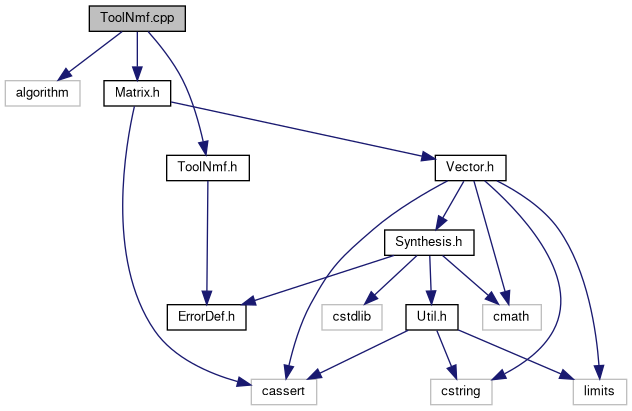 ToolNmf.cpp
algorithm
Matrix.h
ToolNmf.h
Vector.h
Synthesis.h
ErrorDef.h
cstdlib
Util.h
cmath
cassert
cstring
limits